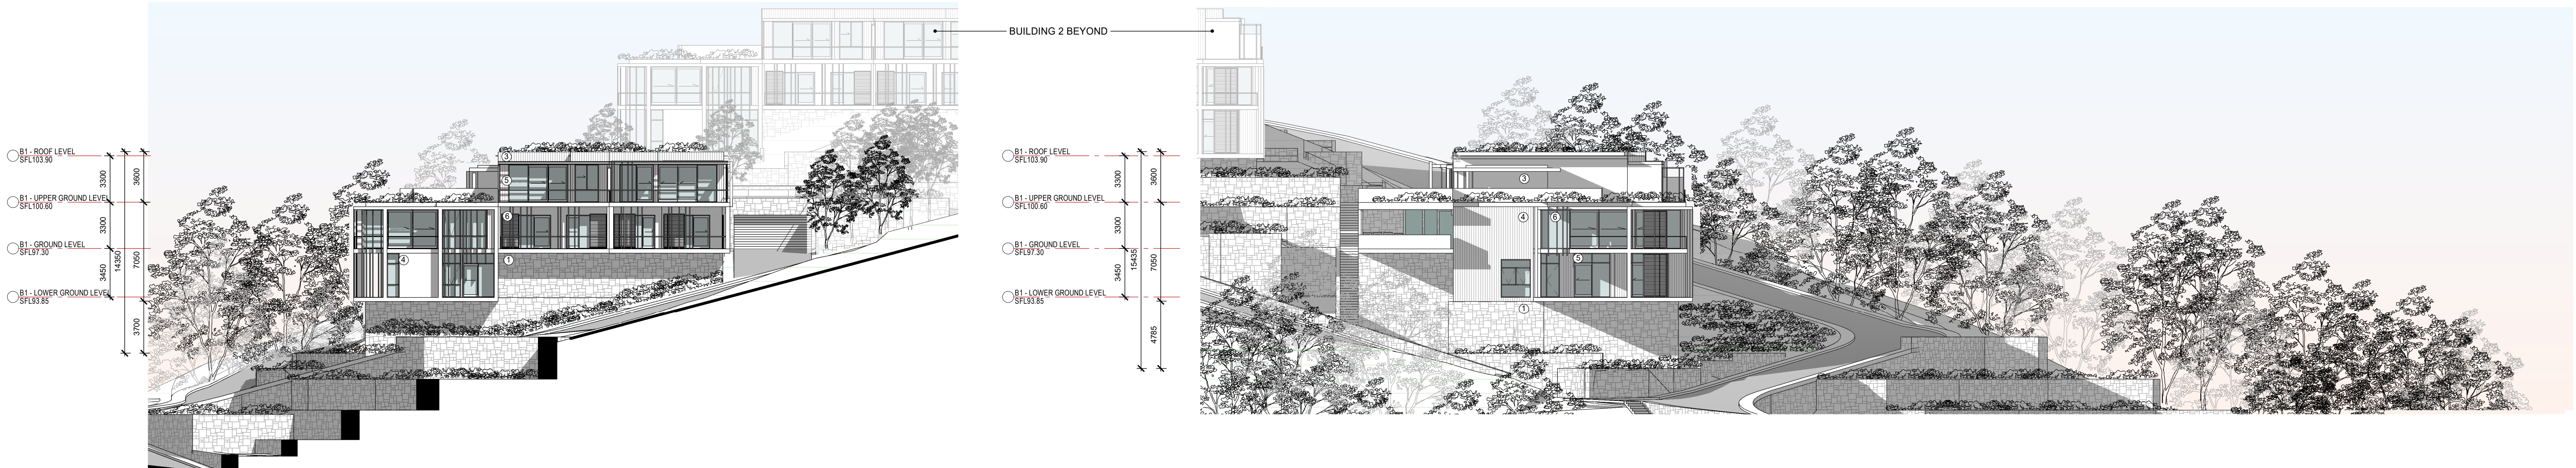 BUILDING 2 BEYOND
B1 - ROOF LEVEL
SFL103.90
B1 - UPPER GROUND LEVEL
SFL100.60
B1 - GROUND LEVEL
SFL97.30
B1 - LOWER GROUND LEVEL
SFL93.85
3300
3300
3450
14350
3600
7050
3700
3
5
6
4
1
B1 - ROOF LEVEL
SFL103.90
B1 - UPPER GROUND LEVEL
SFL100.60
B1 - GROUND LEVEL
SFL97.30
B1 - LOWER GROUND LEVEL
SFL93.85
3300
3300
3450
15435
3600
7050
4785
3
4
6
5
1